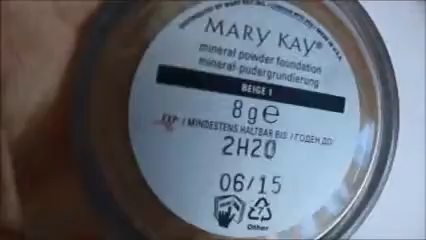 MARY KAY®
mineral powder foundation
mineral-pudergrundierung
BEIGE 1
8 g ℮
EXP / MINDESTENS HALTBAR BIS / ГОДЕН ДО
2H20
06/15
Other